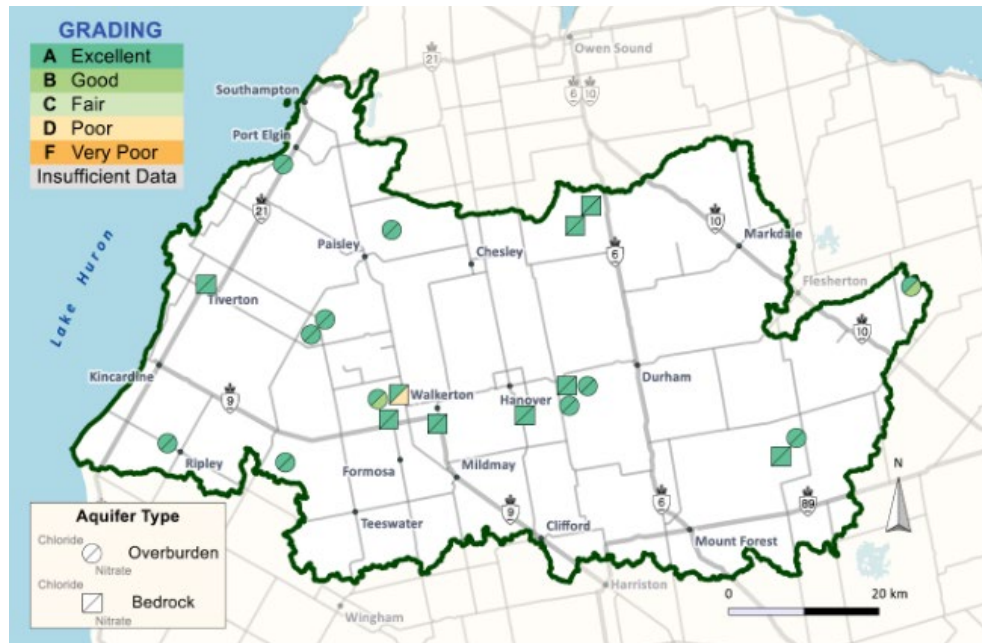 GRADING
A Excellent
B Good
C Fair
D Poor
F Very Poor
Insufficient Data
Owen Sound
21
6 10
Southampton
Port Elgin
21
10
Paisley
Chesley
6
Markdale
Lake Huron
Flesherton
Tiverton
10
Kincardine
9
Walkerton
Hanover
Durham
Ripley
Formosa
Mildmay
N
Aquifer Type
Chloride
Overburden
Nitrate
Chloride
Bedrock
Nitrate
Teeswater
9
Clifford
6
89
Mount Forest
Harriston
Wingham
0 20 km